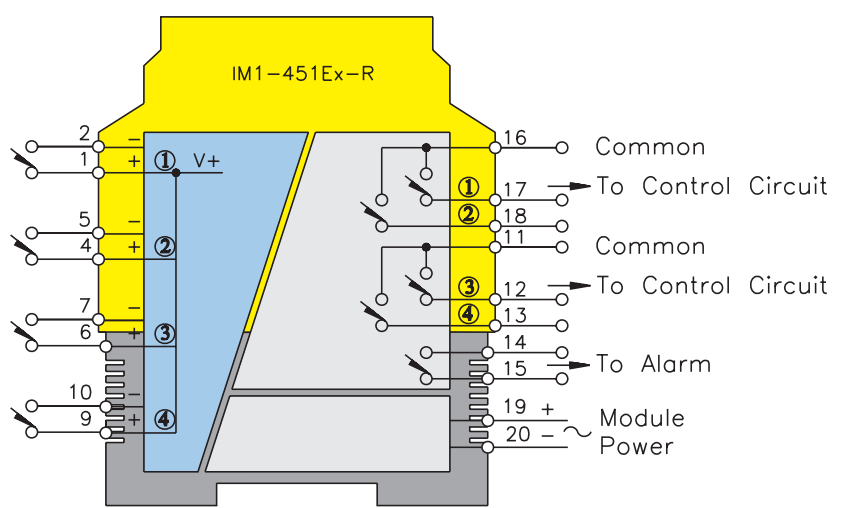 IM1-451Ex-R
2 −
1 + ① V+
5 −
4 + ②
7 −
6 + ③
10 −
9 + ④
16 Common
① 17 To Control Circuit
② 18
11 Common
③ 12 To Control Circuit
④ 13
14
15 To Alarm
19 + Module
20 − ~ Power